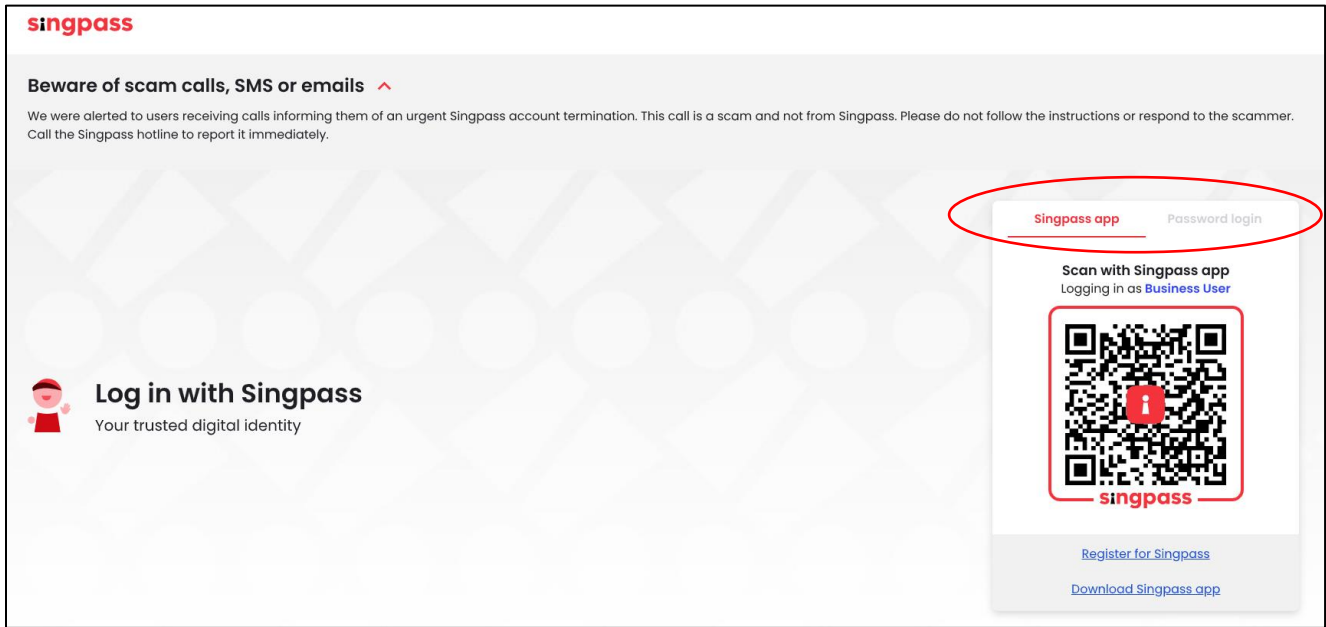 singpass
Beware of scam calls, SMS or emails
We were alerted to users receiving calls informing them of an urgent Singpass account termination. This call is a scam and not from Singpass. Please do not follow the instructions or respond to the scammer.
Call the Singpass hotline to report it immediately.
Singpass app Password login
Scan with Singpass app
Logging in as Business User
singpass
Log in with Singpass
Your trusted digital identity
Register for Singpass
Download Singpass app